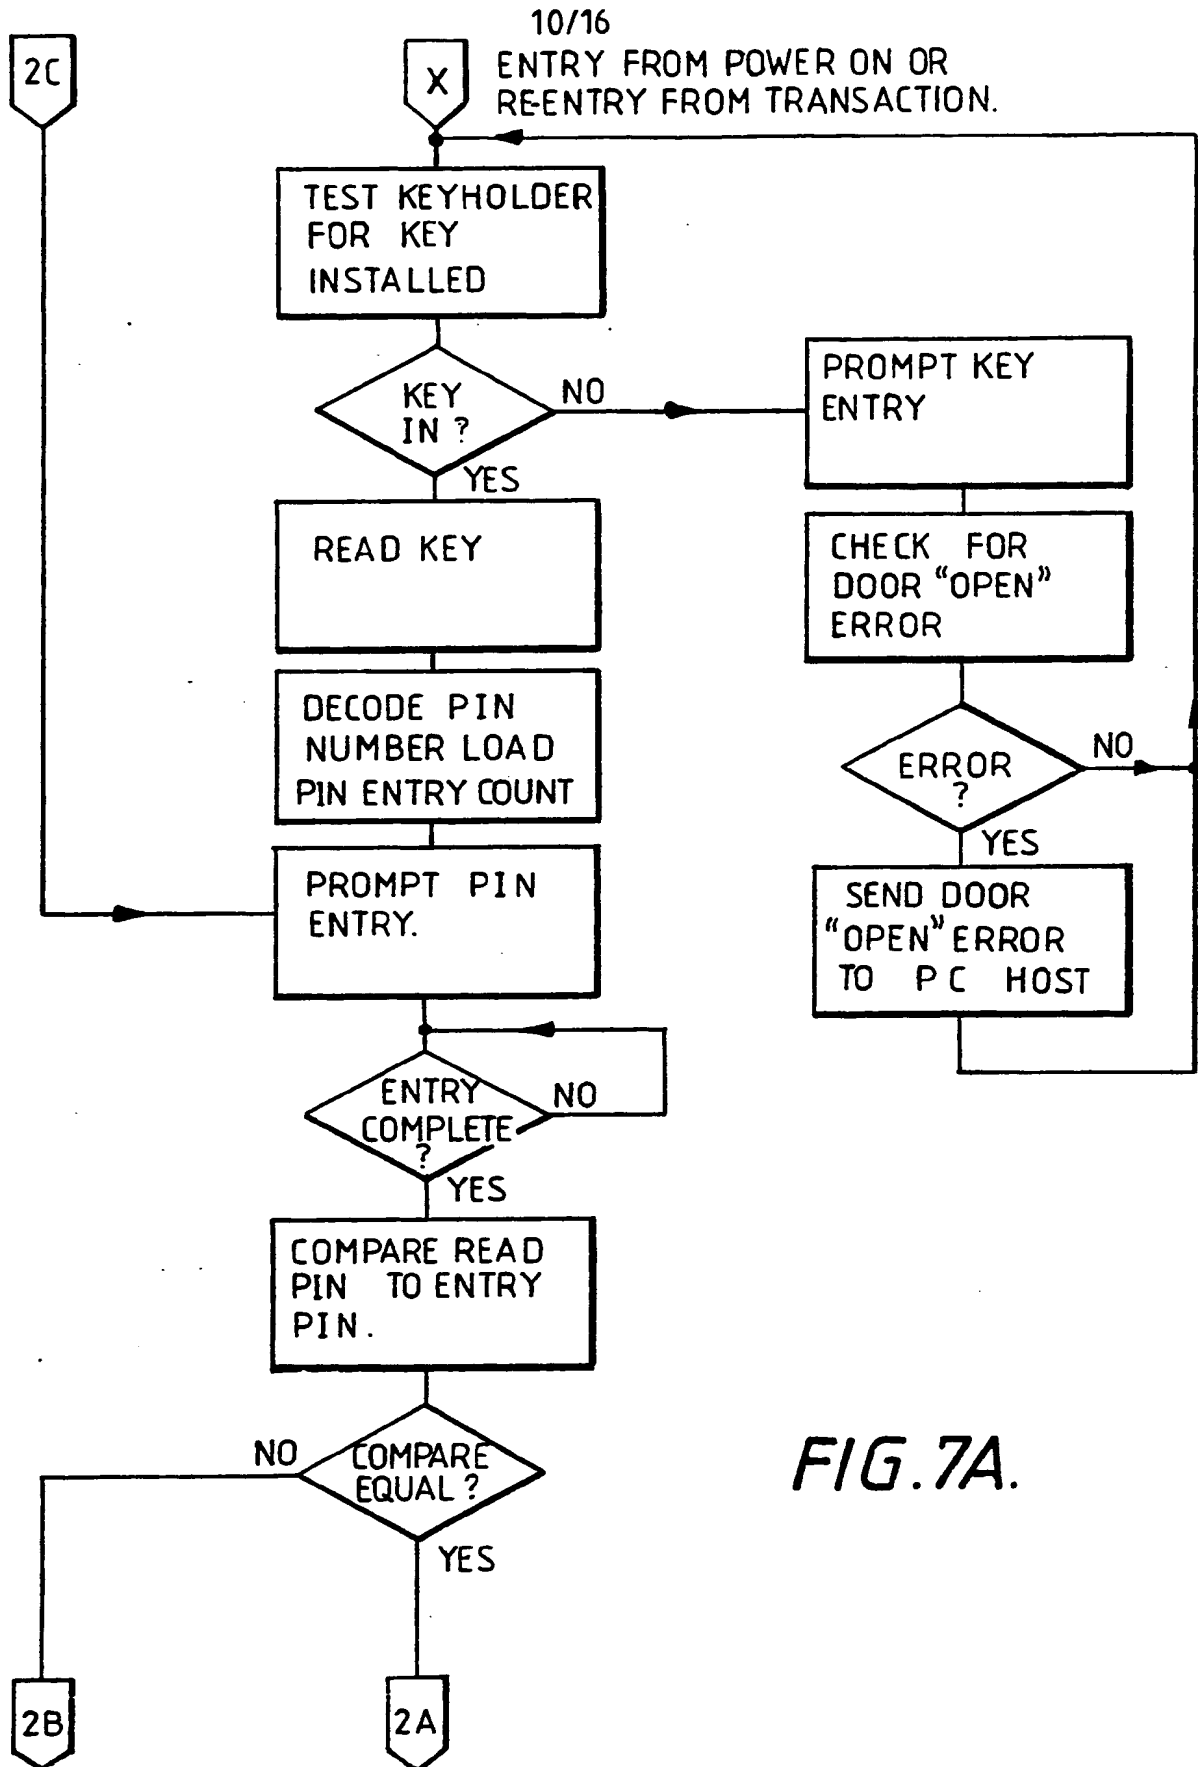 10/16
2C
X
ENTRY FROM POWER ON OR
RE-ENTRY FROM TRANSACTION.
TEST KEYHOLDER
FOR KEY
INSTALLED
KEY
IN ?
NO
YES
PROMPT KEY
ENTRY
READ KEY
CHECK FOR
DOOR "OPEN"
ERROR
DECODE PIN
NUMBER LOAD
PIN ENTRY COUNT
ERROR
?
NO
YES
PROMPT PIN
ENTRY.
SEND DOOR
"OPEN" ERROR
TO PC HOST
ENTRY
COMPLETE
?
NO
YES
COMPARE READ
PIN TO ENTRY
PIN.
COMPARE
EQUAL ?
NO
YES
FIG.7A.
2B
2A